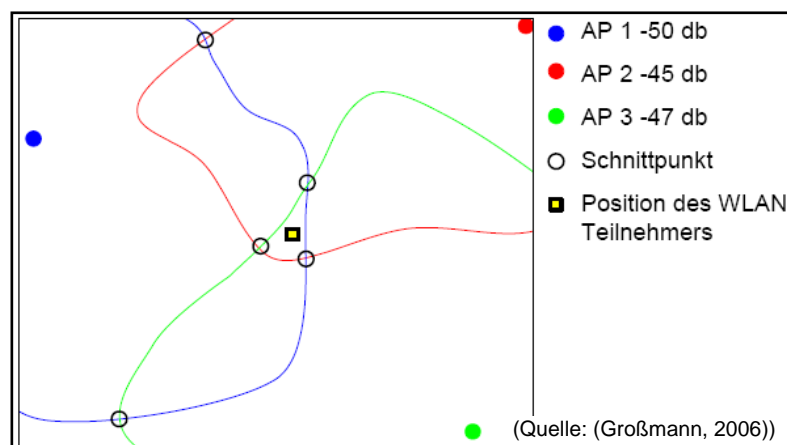 AP 1 -50 db
AP 2 -45 db
AP 3 -47 db
Schnittpunkt
Position des WLAN
Teilnehmers
(Quelle: (Großmann, 2006))